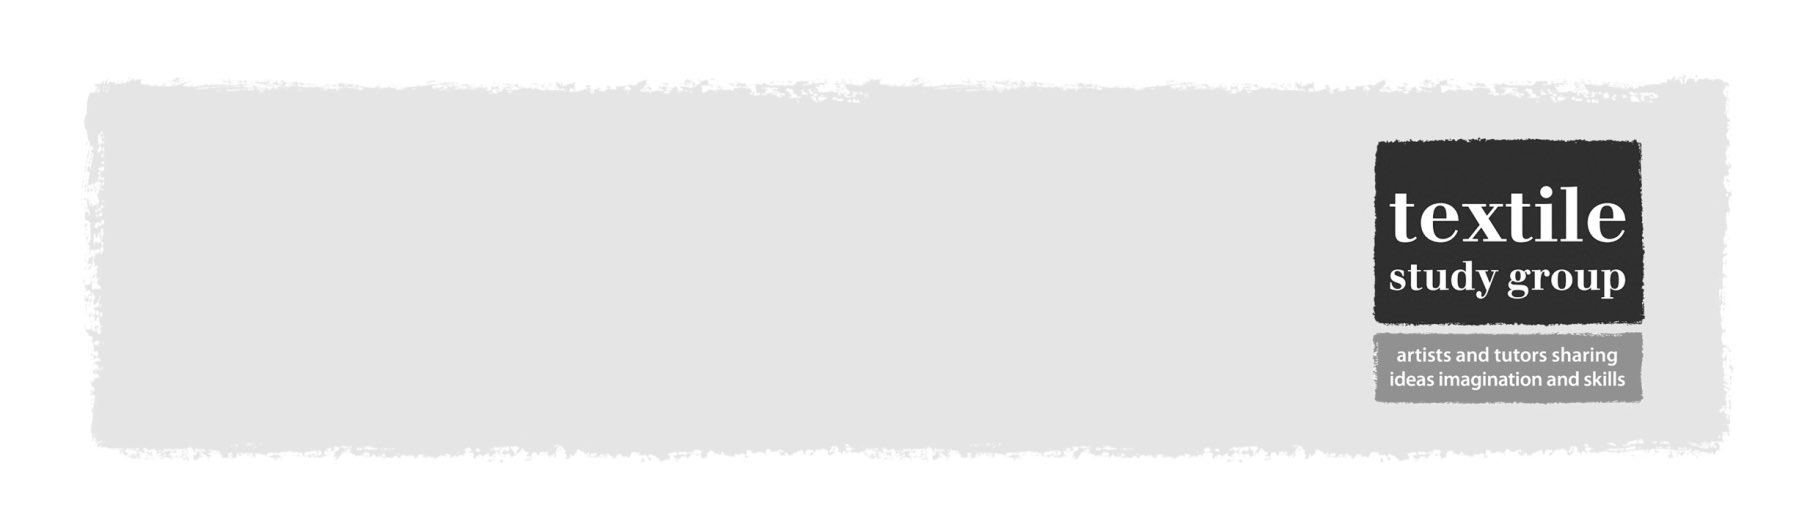 textile
study group
artists and tutors sharing
ideas imagination and skills